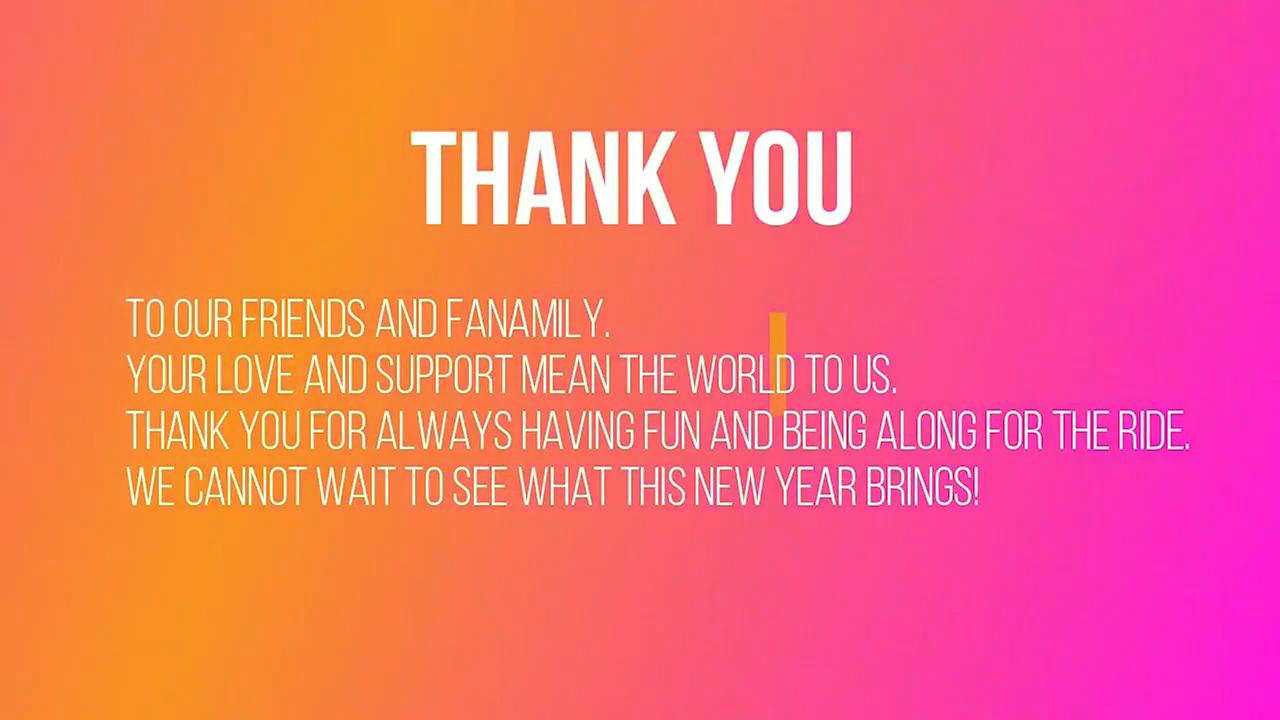 THANK YOU
TO OUR FRIENDS AND FANAMILY.
YOUR LOVE AND SUPPORT MEAN THE WORLD TO US.
THANK YOU FOR ALWAYS HAVING FUN AND BEING ALONG FOR THE RIDE.
WE CANNOT WAIT TO SEE WHAT THIS NEW YEAR BRINGS!